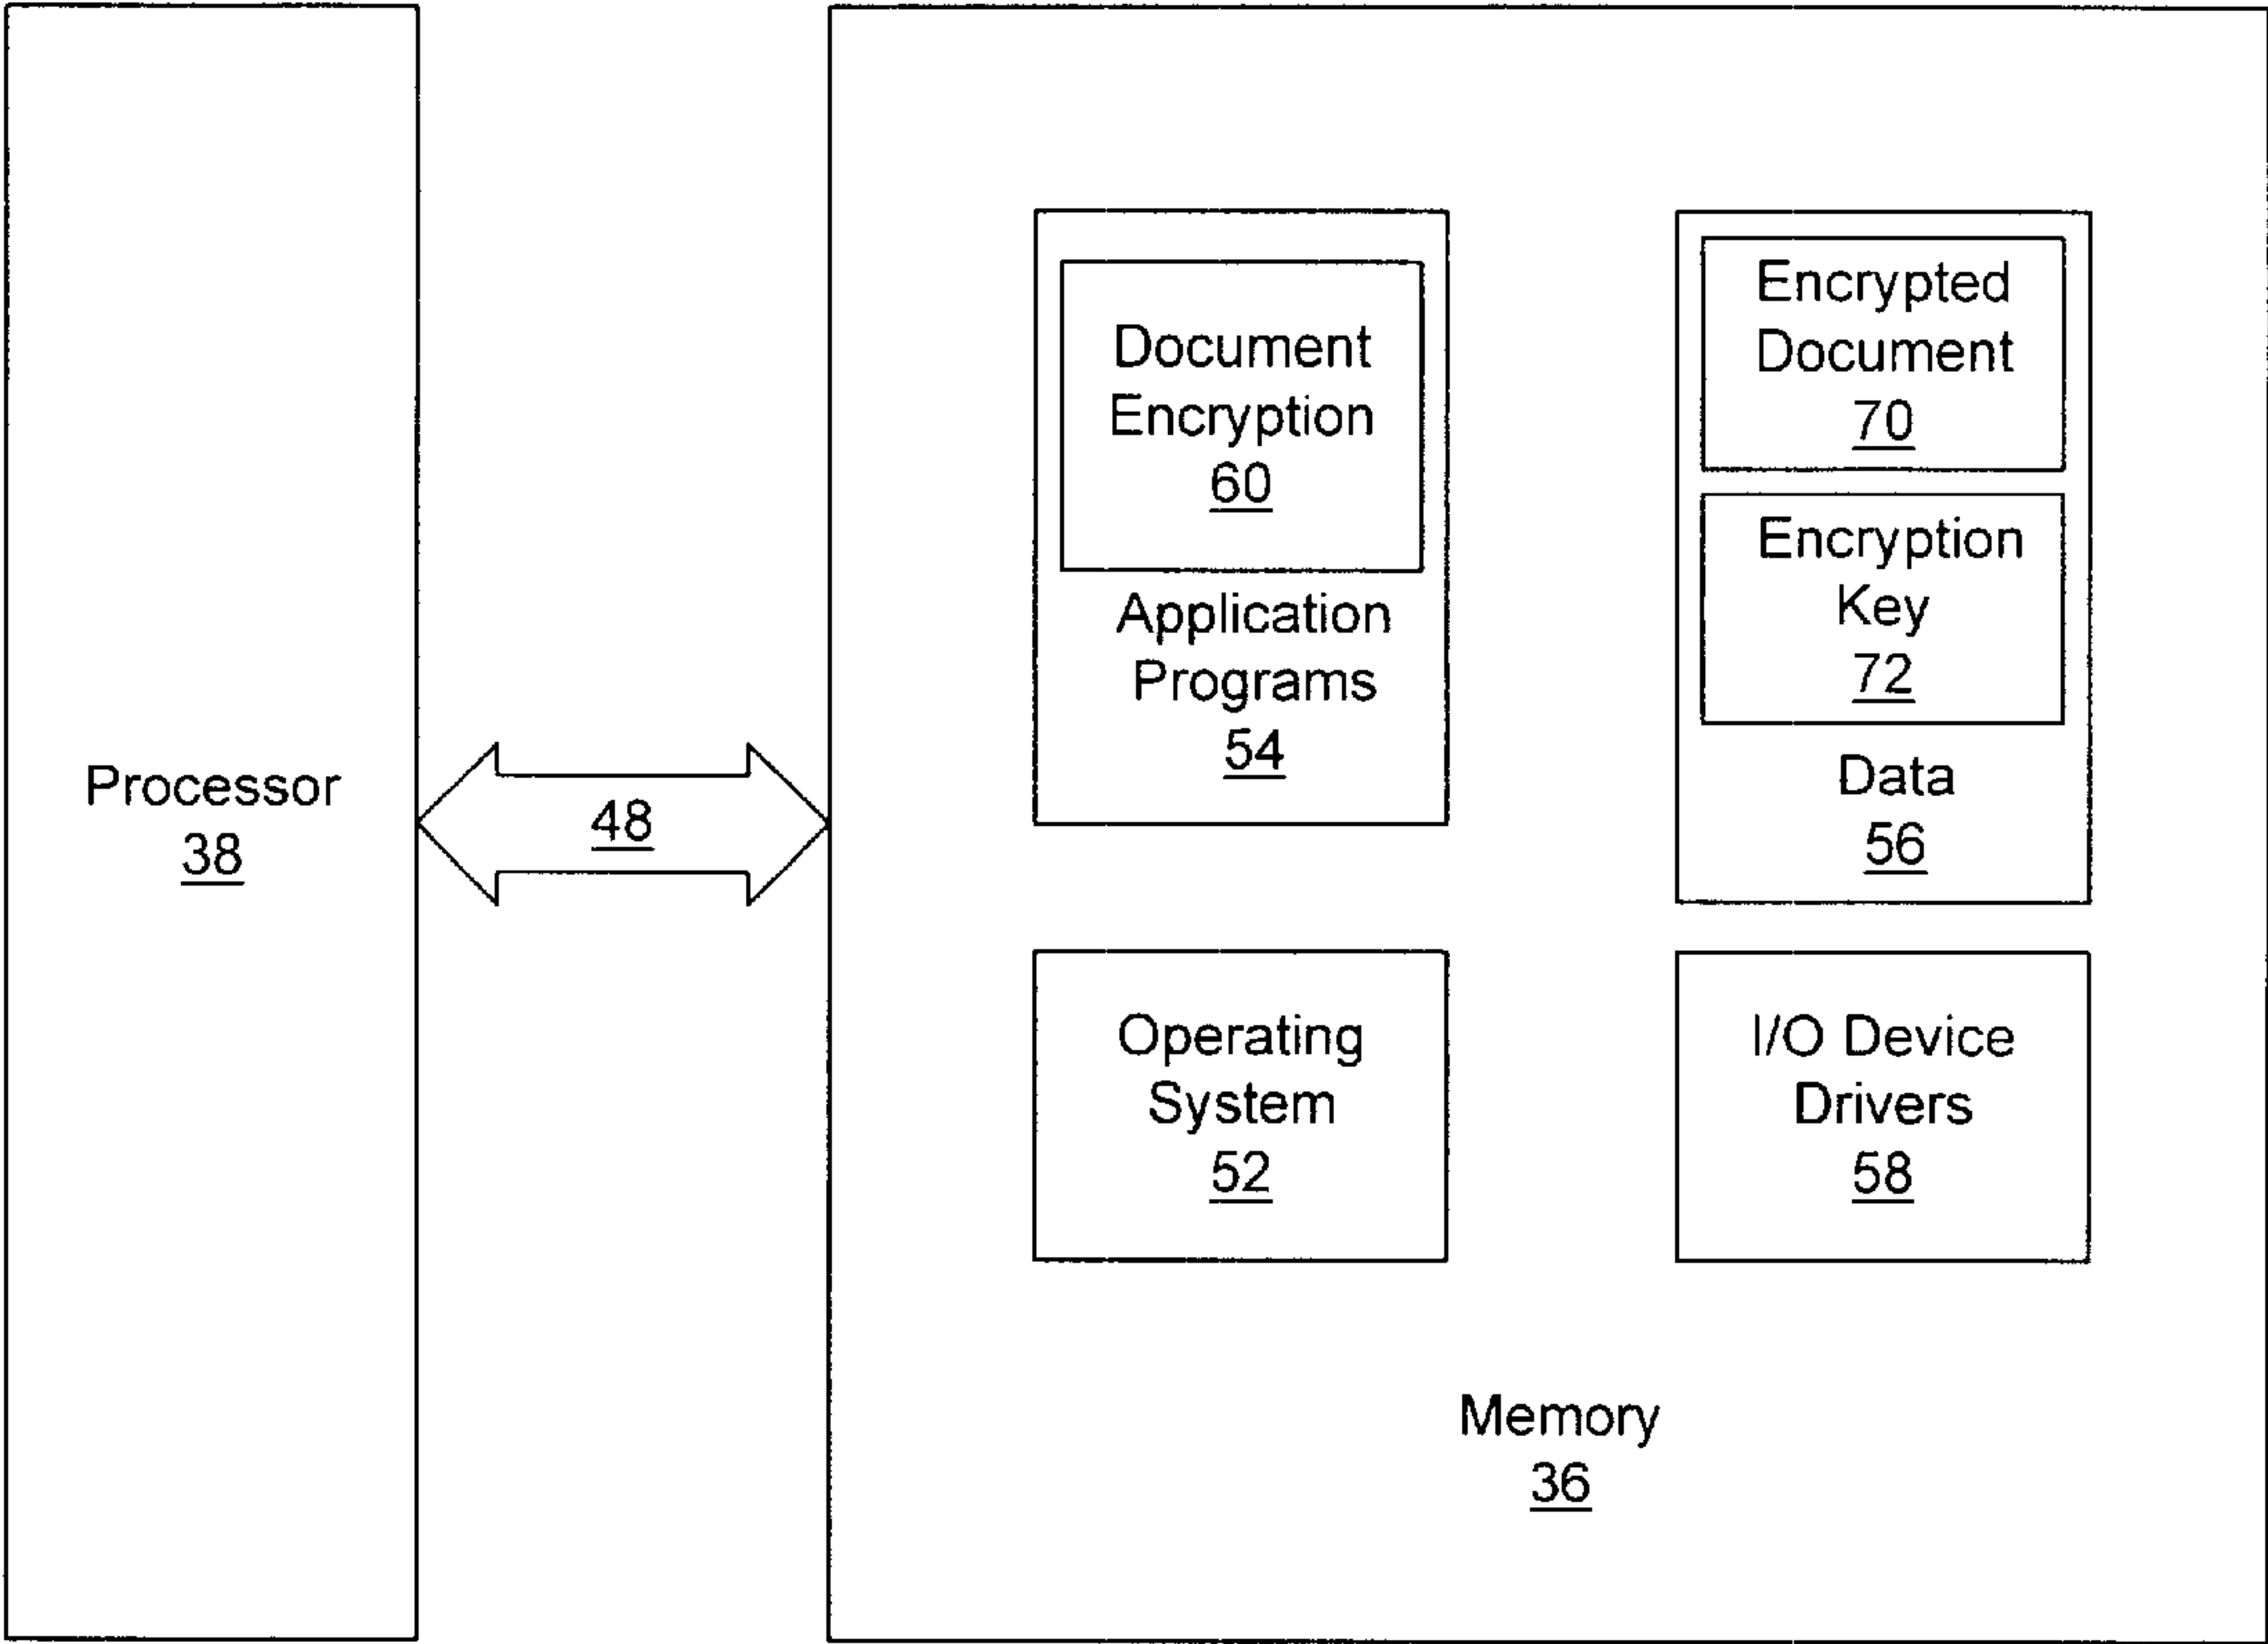 Processor
38
48
Document
Encryption
60
Application
Programs
54
Encrypted
Document
70
Encryption
Key
72
Data
56
Operating
System
52
I/O Device
Drivers
58
Memory
36